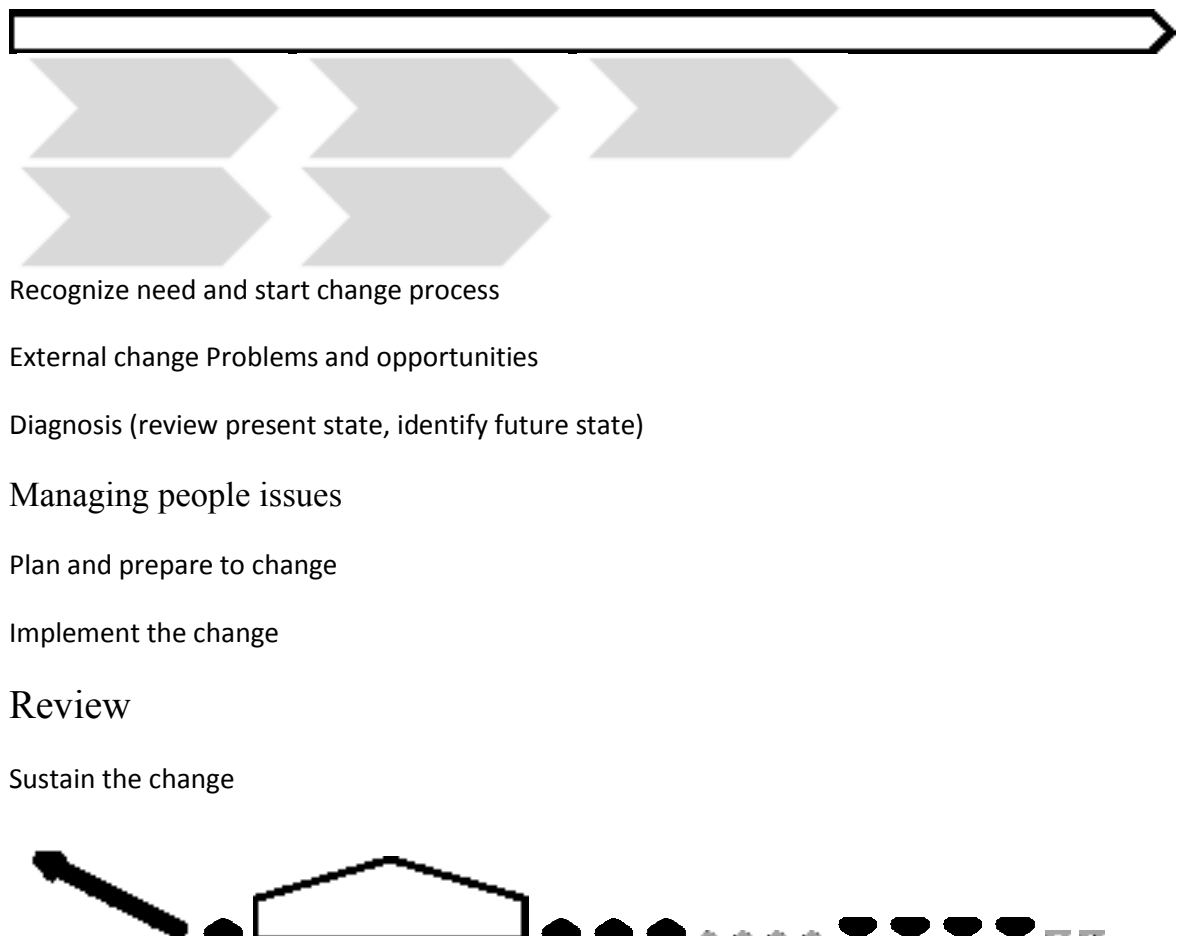 Recognize need and start change process
External change Problems and opportunities
Diagnosis (review present state, identify future state)
Managing people issues
Plan and prepare to change
Implement the change
Review
Sustain the change